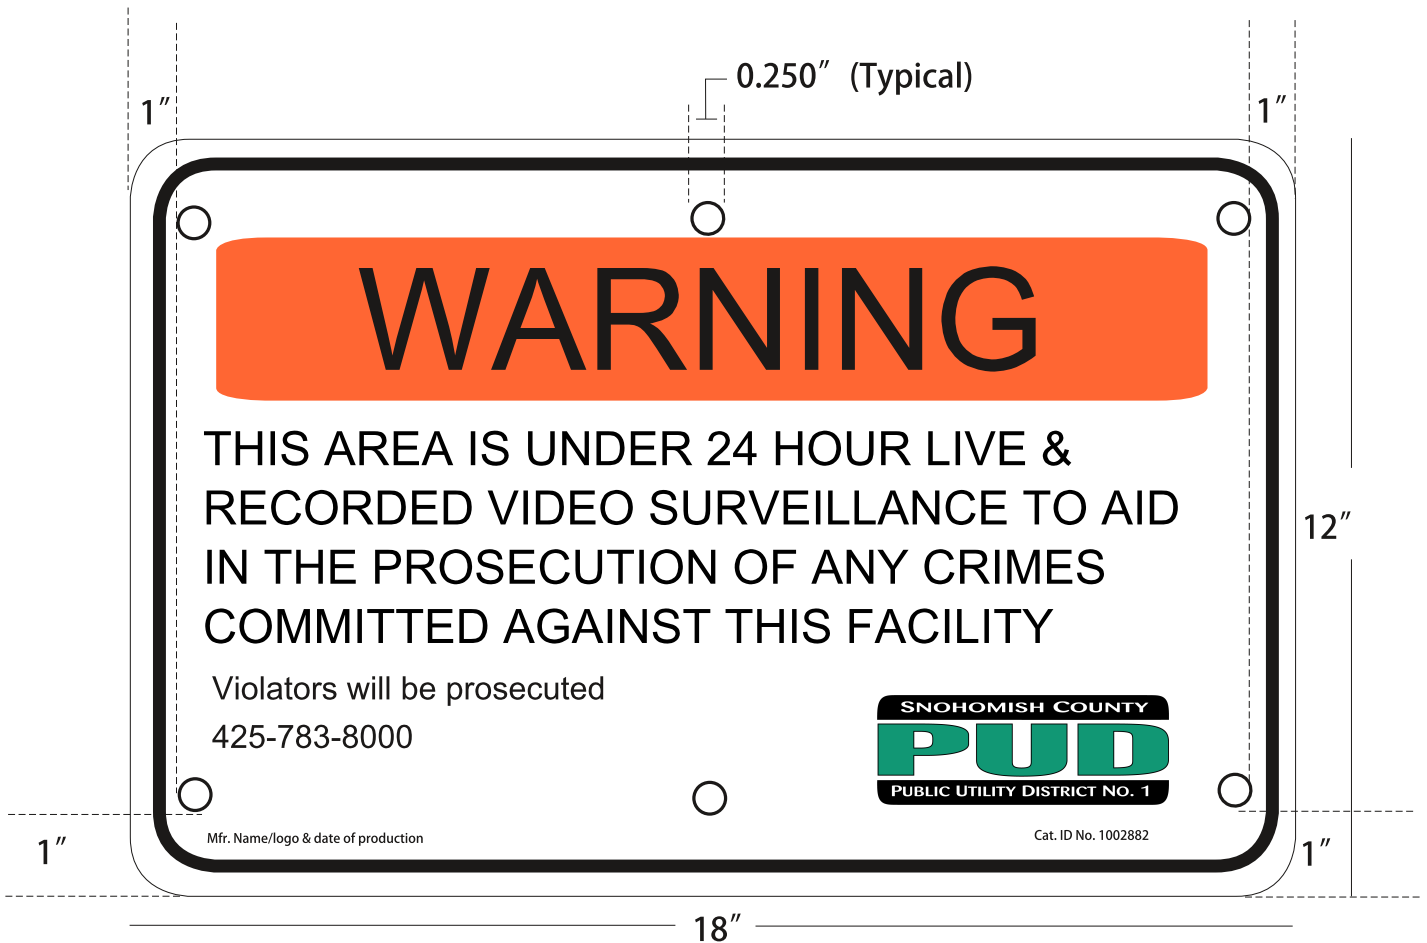 0.250″ (Typical)
1″
1″
WARNING
THIS AREA IS UNDER 24 HOUR LIVE &
RECORDED VIDEO SURVEILLANCE TO AID
IN THE PROSECUTION OF ANY CRIMES
COMMITTED AGAINST THIS FACILITY
12″
Violators will be prosecuted
425-783-8000
SNOHOMISH COUNTY
PUD
PUBLIC UTILITY DISTRICT NO. 1
Mfr. Name/logo & date of production
Cat. ID No. 1002882
1″
1″
18″